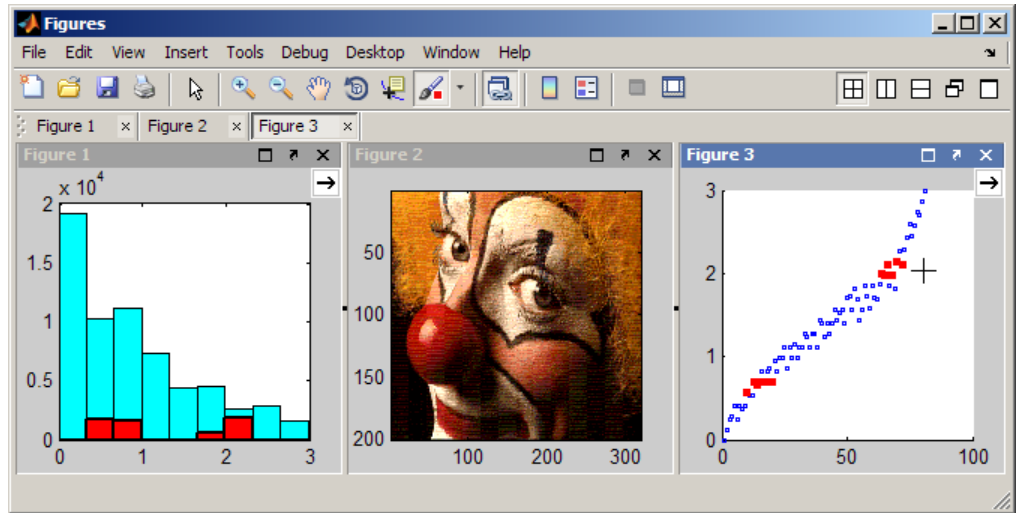 Figures
File Edit View Insert Tools Debug Desktop Window Help
Figure 1 × Figure 2 × Figure 3 ×
Figure 1
x 10^4
2
1.5
1
0.5
0
0 1 2 3
Figure 2
50
100
150
200
100 200 300
Figure 3
3
2
1
0
0 50 100